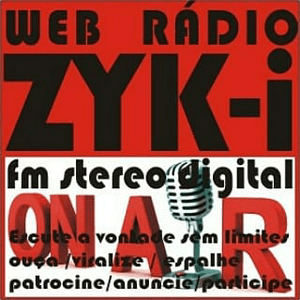 WEB RÁDIO
ZYK-i
fm stereo digital
ON AIR
Escute a vontade sem limites
ouça /viralize / espalhe
patrocine/anuncie/participe